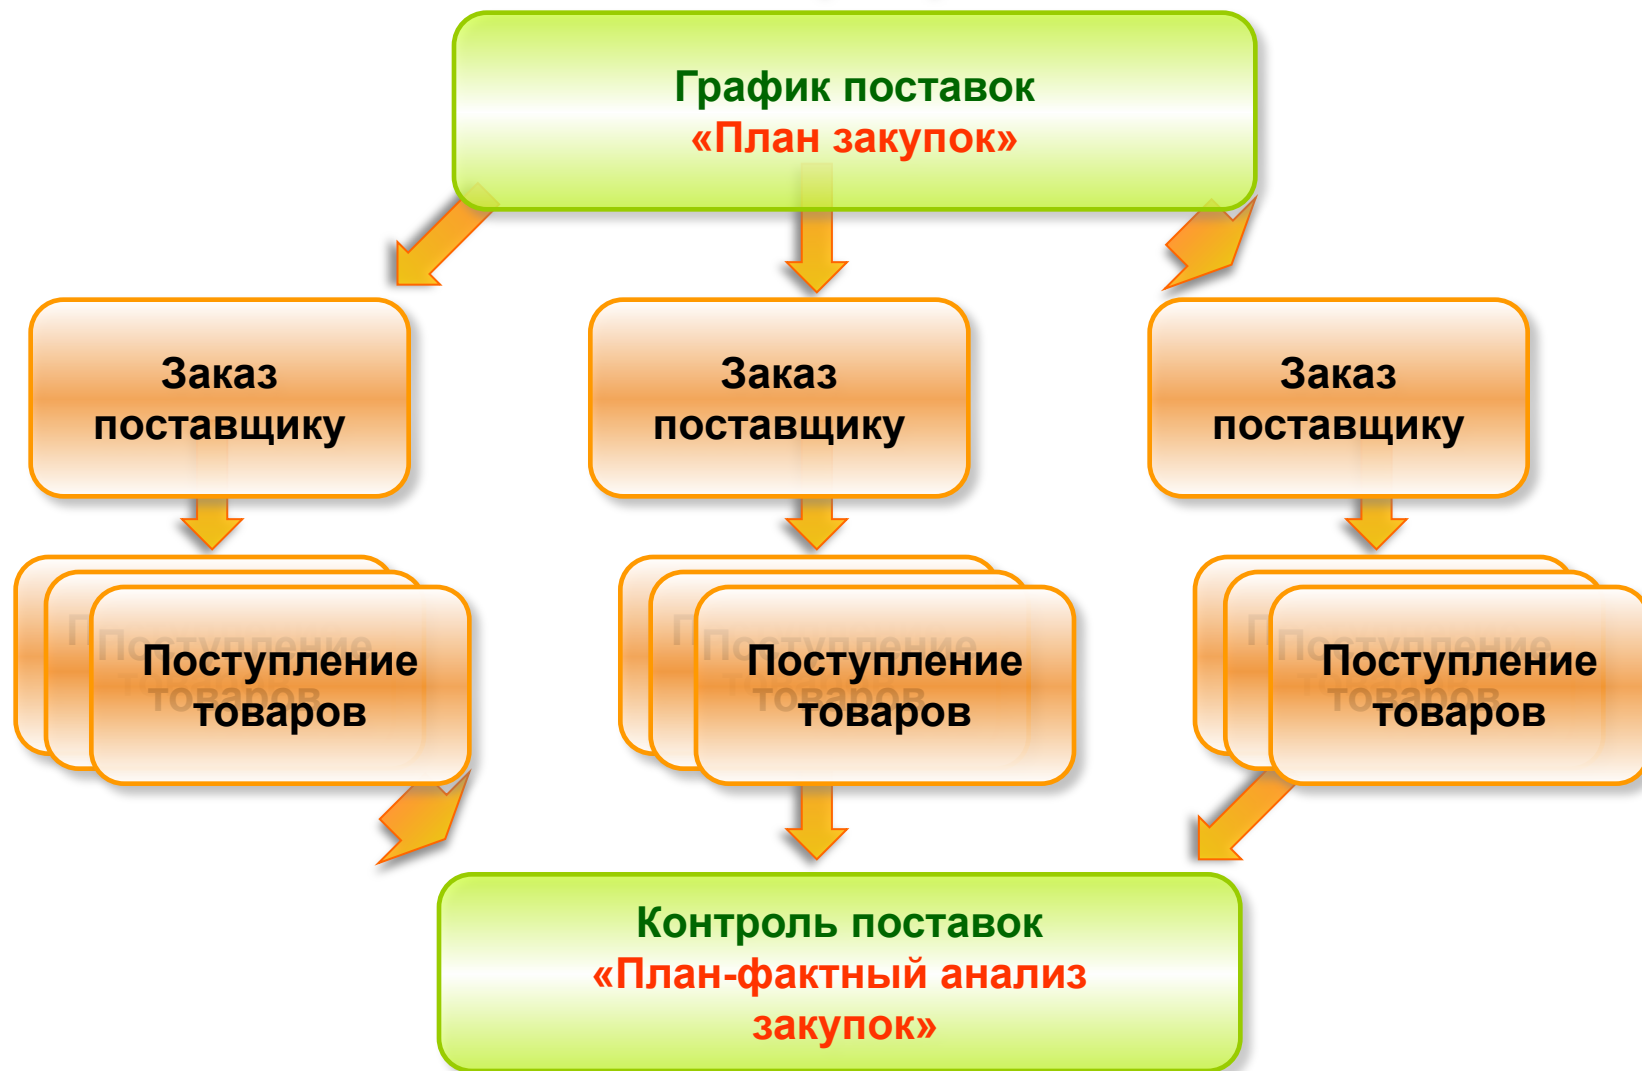 График поставок
«План закупок»
Заказ
поставщику
Заказ
поставщику
Заказ
поставщику
Поступление
товаров
Поступление
товаров
Поступление
товаров
Контроль поставок
«План-фактный анализ
закупок»